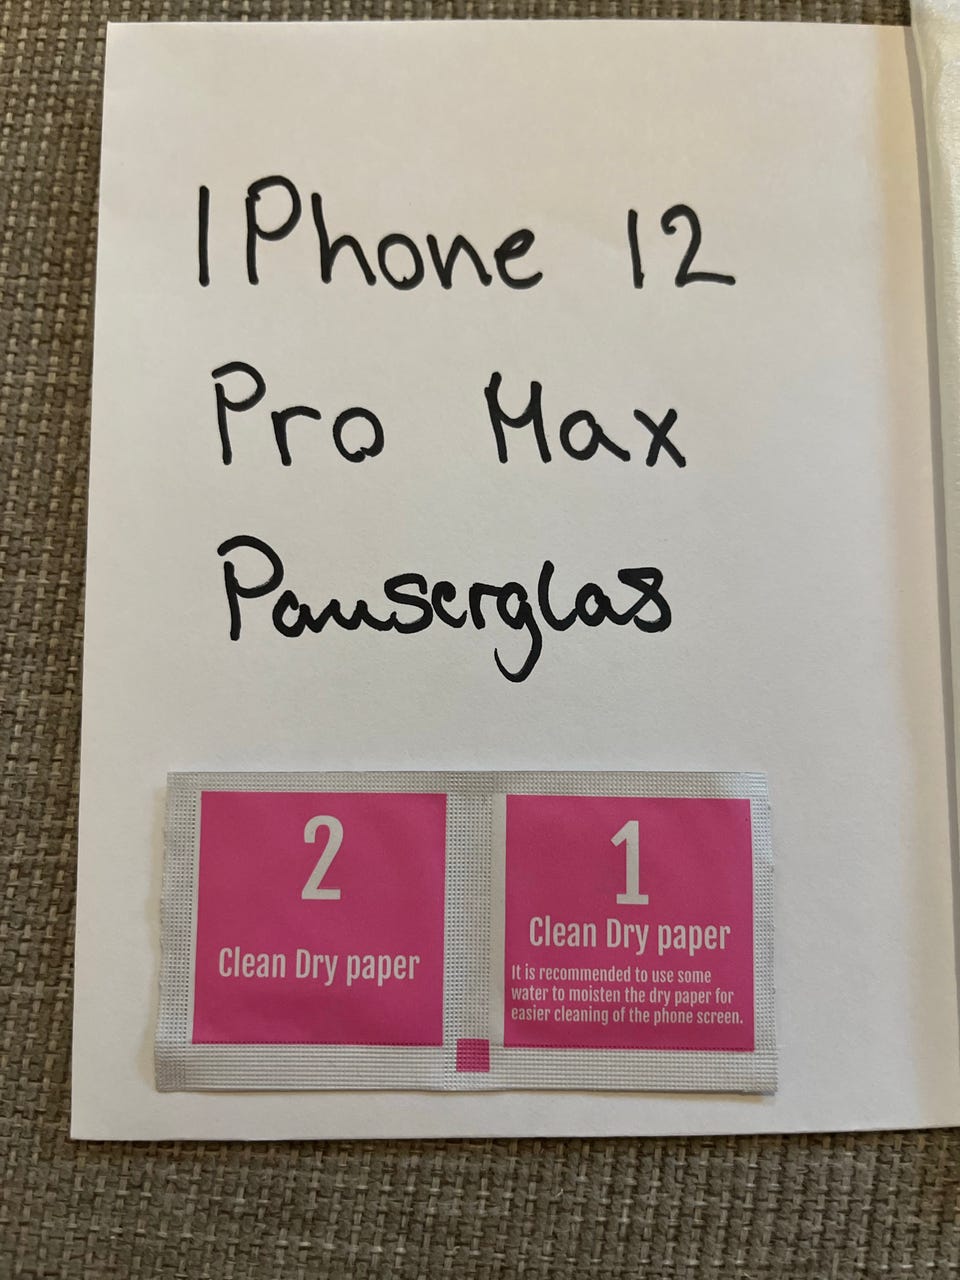 IPhone 12
Pro Max
Panserglas
2
Clean Dry paper
1
Clean Dry paper
It is recommended to use some
water to moisten the dry paper for
easier cleaning of the phone screen.